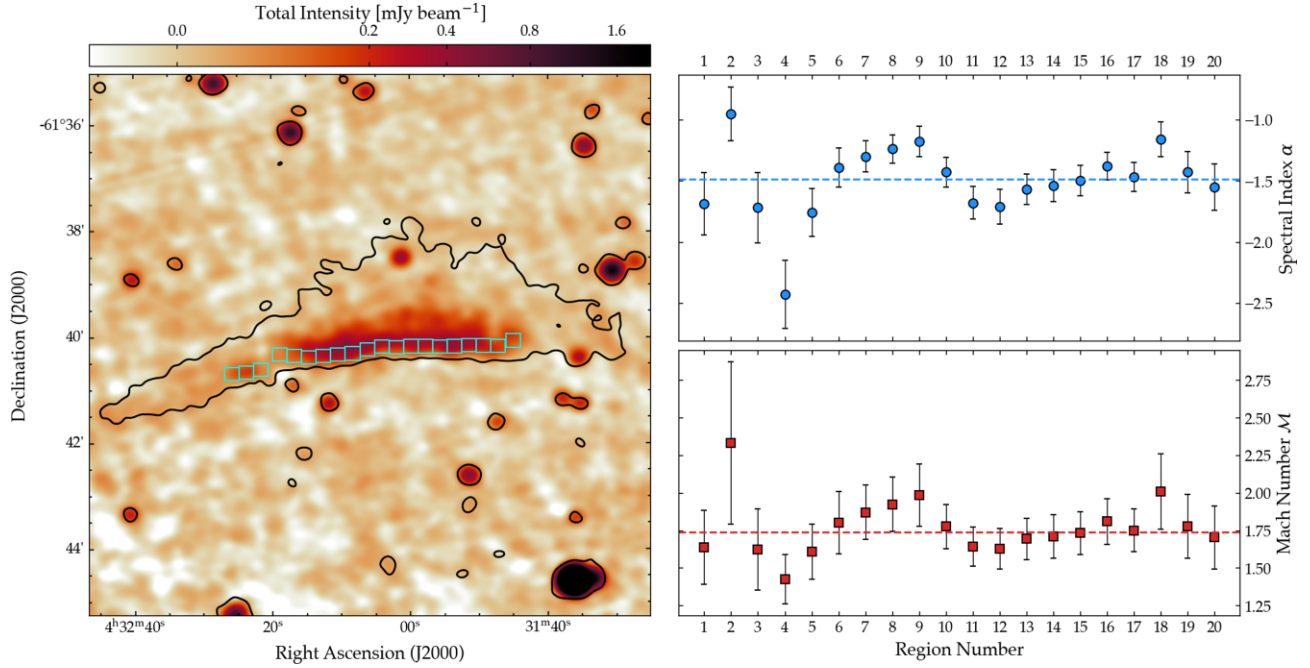 Total Intensity [mJy beam⁻¹]
0.0 0.2 0.4 0.8 1.6
-61°36'
38'
40'
42'
44'
Declination (J2000)
4ʰ32ᵐ40ˢ 20ˢ 00ˢ 31ᵐ40ˢ
Right Ascension (J2000)
1 2 3 4 5 6 7 8 9 10 11 12 13 14 15 16 17 18 19 20
-1.0
-1.5
-2.0
-2.5
Spectral Index α
2.75
2.50
2.25
2.00
1.75
1.50
1.25
Mach Number ℳ
1 2 3 4 5 6 7 8 9 10 11 12 13 14 15 16 17 18 19 20
Region Number